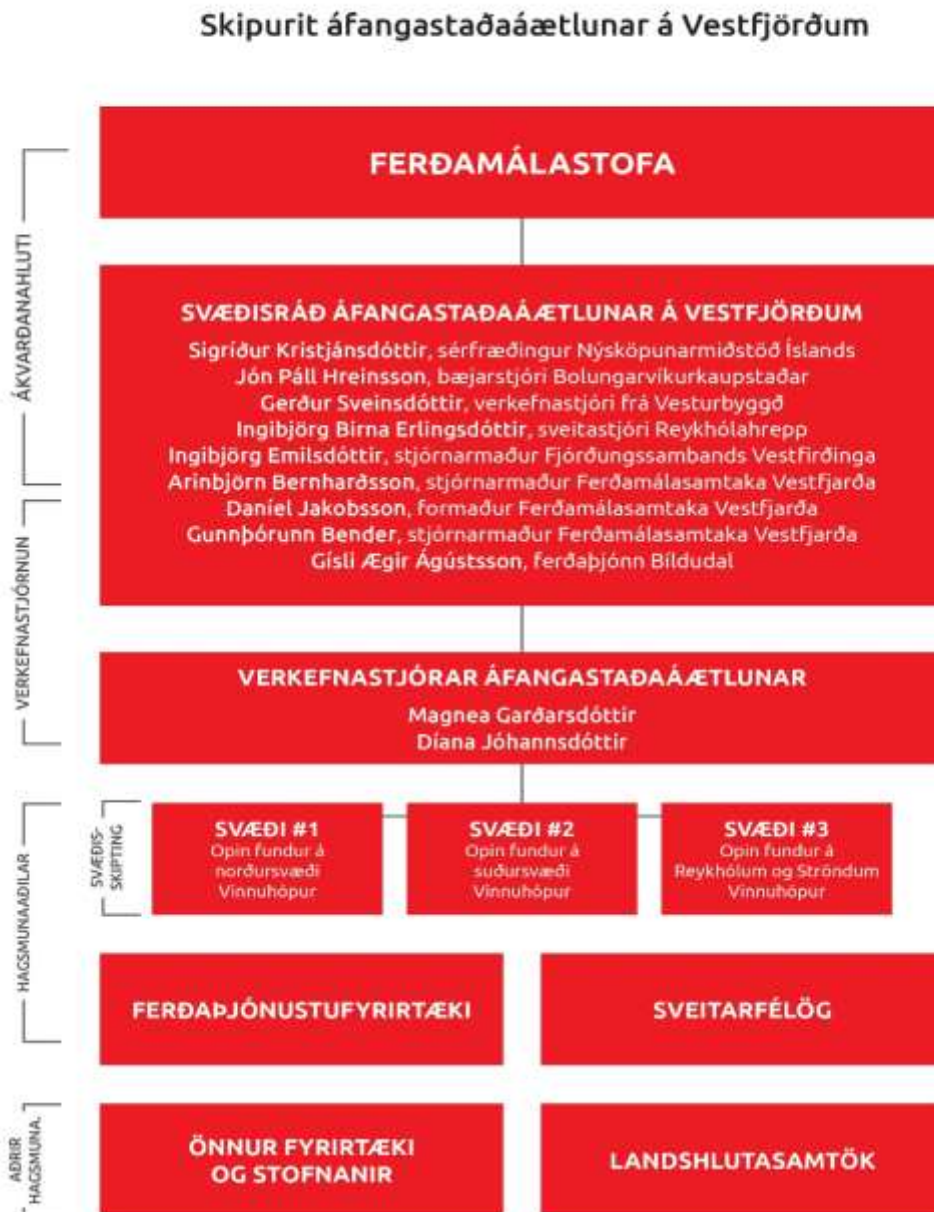 Skipurit áfangastaðaáætlunar á Vestfjörðum
ÁKVARÐANAHLUTI
FERÐAMÁLASTOFA
SVÆÐISRÁÐ ÁFANGASTAÐAÁÆTLUNAR Á VESTFJÖRÐUM
Sigríður Kristjánsdóttir, sérfræðingur Nýsköpunarmiðstöð Íslands
Jón Páll Hreinsson, bæjarstjóri Bolungarvíkurkaupstaðar
Gerður Sveinsdóttir, verkefnastjóri frá Vesturbyggð
Ingibjörg Birna Erlingsdóttir, sveitastjóri Reykhólahrepp
Ingibjörg Emilsdóttir, stjórnarmaður Fjórðungssambands Vestfirðinga
Arinbjörn Bernharðsson, stjórnarmaður Ferðamálasamtaka Vestfjarða
Daníel Jakobsson, formaður Ferðamálasamtaka Vestfjarða
Gunnþórunn Bender, stjórnarmaður Ferðamálasamtaka Vestfjarða
Gísli Ægir Ágústsson, ferðaþjónn Bíldudal
VERKEFNASTJÓRNUN
VERKEFNASTJÓRAR ÁFANGASTAÐAÁÆTLUNAR
Magnea Garðarsdóttir
Díana Jóhannsdóttir
HAGSMUNAAÐILAR
SVÆÐIS-
SKIPTING
SVÆÐI #1
Opin fundur á
norðursvæði
Vinnuhópur
SVÆÐI #2
Opin fundur á
suðursvæði
Vinnuhópur
SVÆÐI #3
Opin fundur á
Reykhólum og Ströndum
Vinnuhópur
FERÐAÞJÓNUSTUFYRIRTÆKI
SVEITARFÉLÖG
AÐRIR
HAGSMUNA.
ÖNNUR FYRIRTÆKI
OG STOFNANIR
LANDSHLUTASAMTÖK